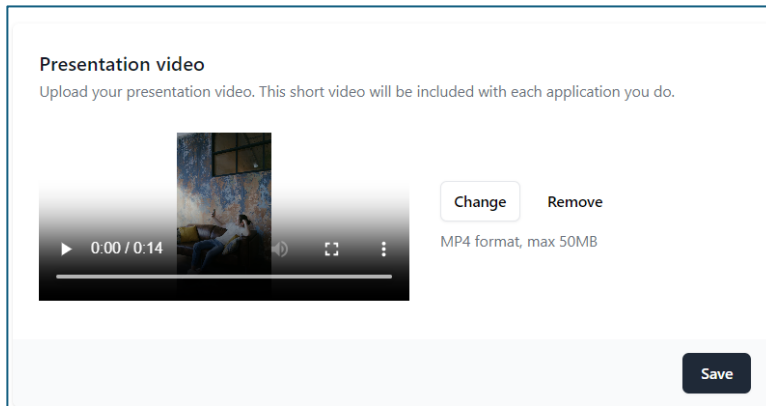 Presentation video
Upload your presentation video. This short video will be included with each application you do.
Change Remove
0:00 / 0:14
MP4 format, max 50MB
Save